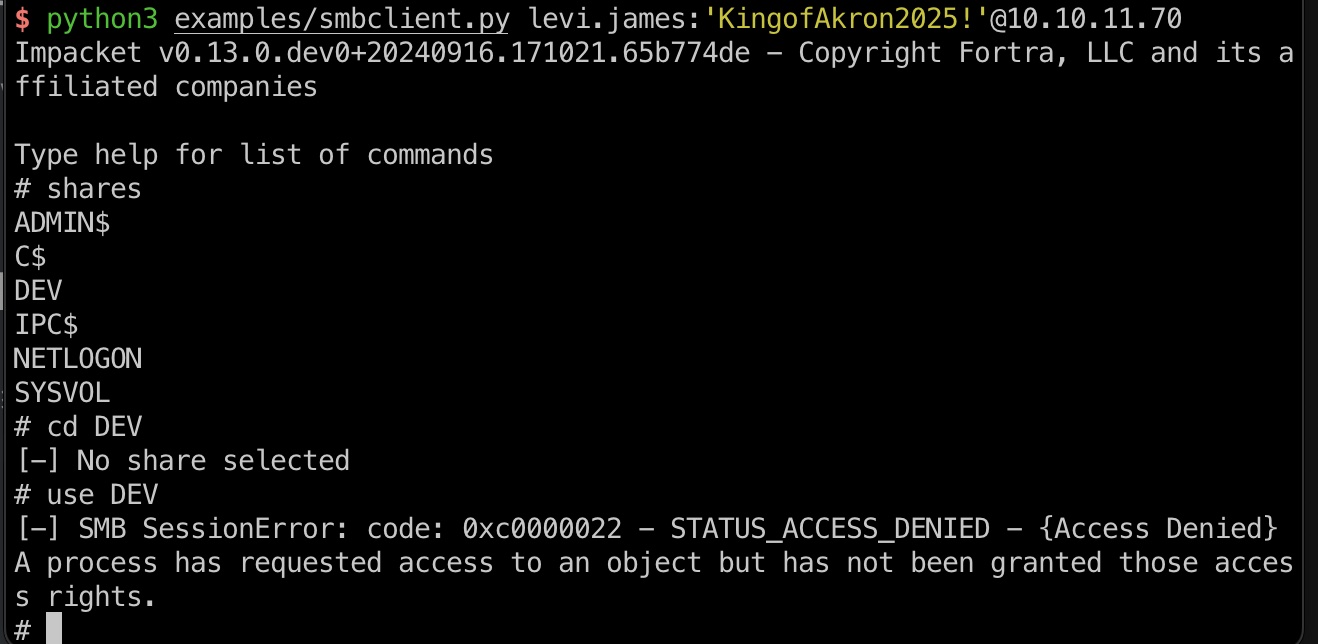 $ python3 examples/smbclient.py levi.james:'KingofAkron2025!'@10.10.11.70
Impacket v0.13.0.dev0+20240916.171021.65b774de – Copyright Fortra, LLC and its a
ffiliated companies
Type help for list of commands
# shares
ADMIN$
C$
DEV
IPC$
NETLOGON
SYSVOL
# cd DEV
[–] No share selected
# use DEV
[–] SMB SessionError: code: 0xc0000022 – STATUS_ACCESS_DENIED – {Access Denied}
A process has requested access to an object but has not been granted those acces
s rights.
#